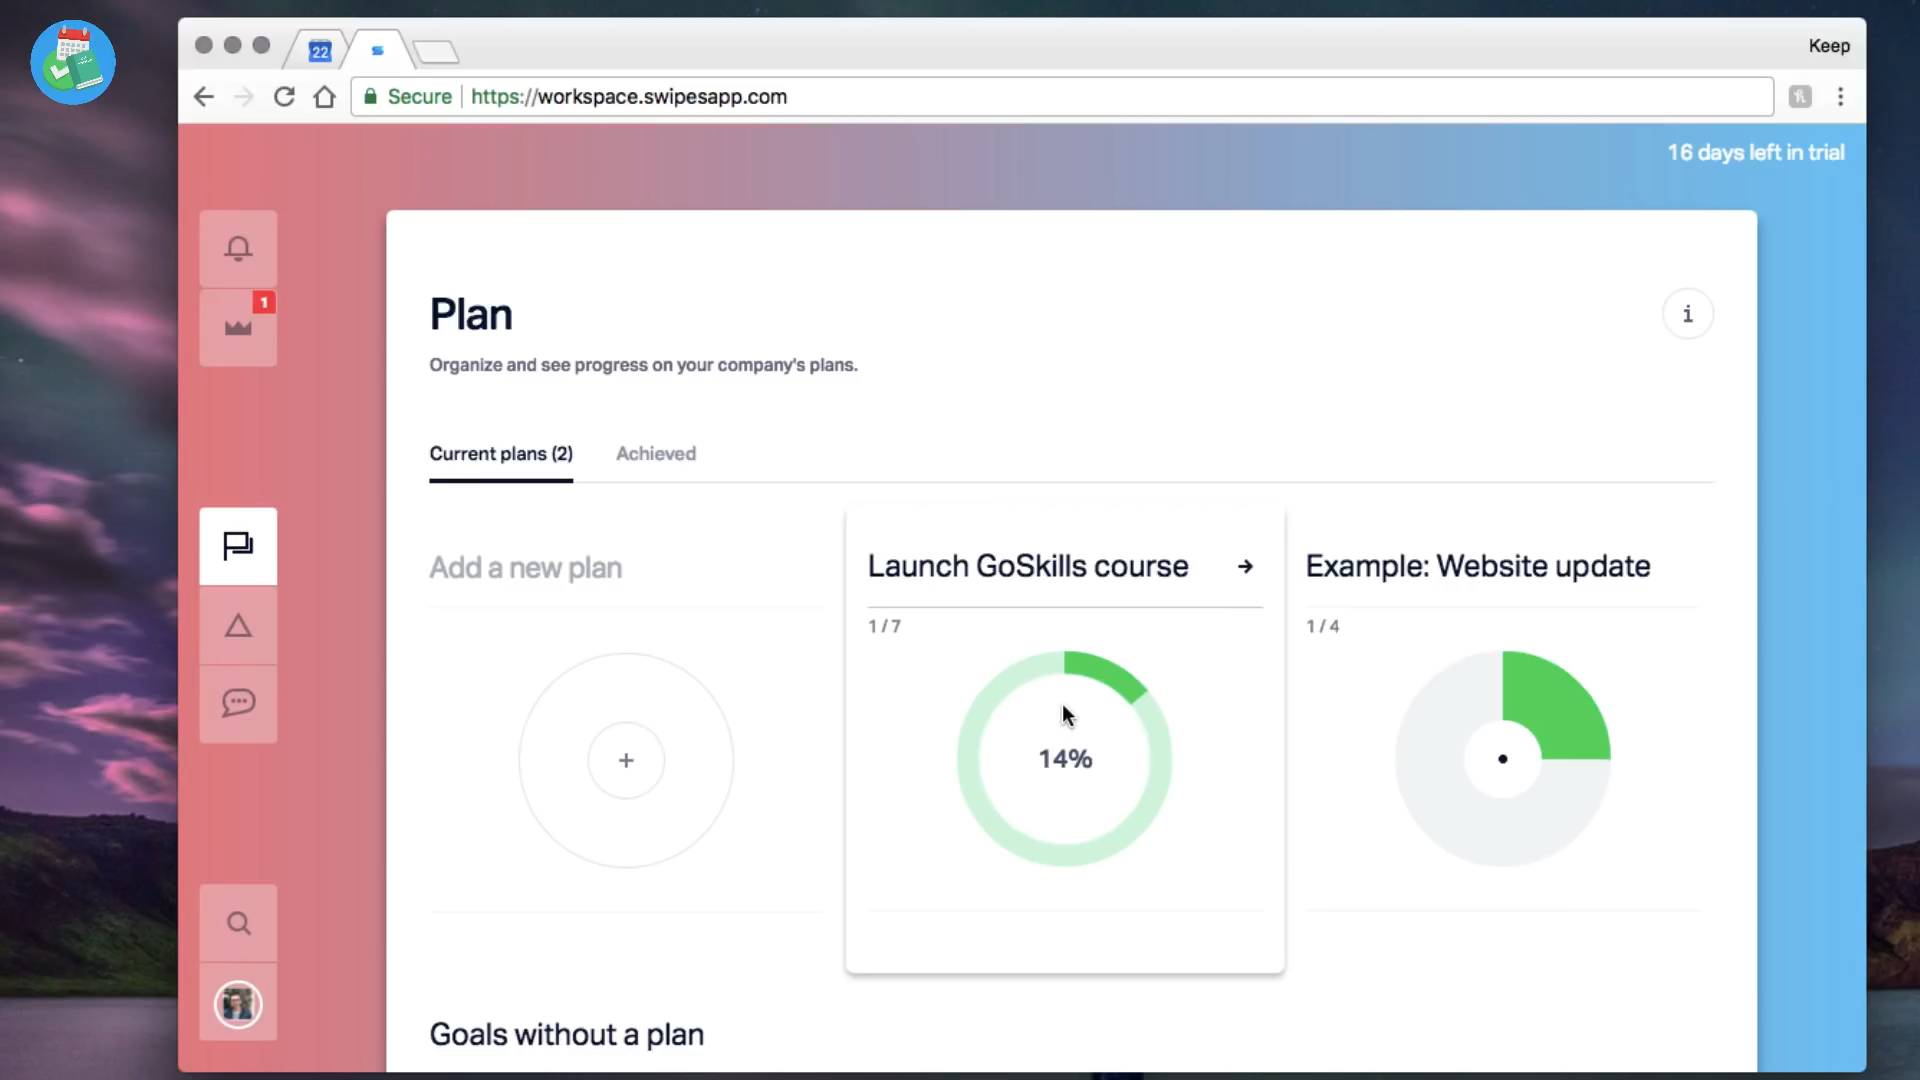 22
Keep
Secure https://workspace.swipesapp.com
16 days left in trial
1
Plan
i
Organize and see progress on your company's plans.
Current plans (2) Achieved
Add a new plan
Launch GoSkills course →
Example: Website update
1 / 7
1 / 4
+
14%
Goals without a plan